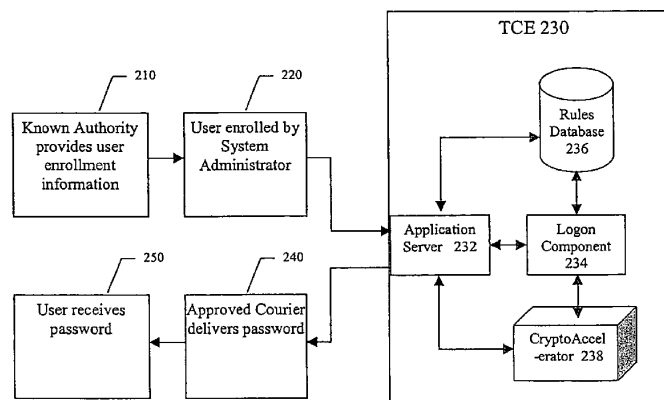 TCE 230
210
220
Known Authority
provides user
enrollment
information
User enrolled by
System
Administrator
Rules
Database
236
Application
Server 232
Logon
Component
234
250
240
User receives
password
Approved Courier
delivers password
CryptoAccel
-erator 238